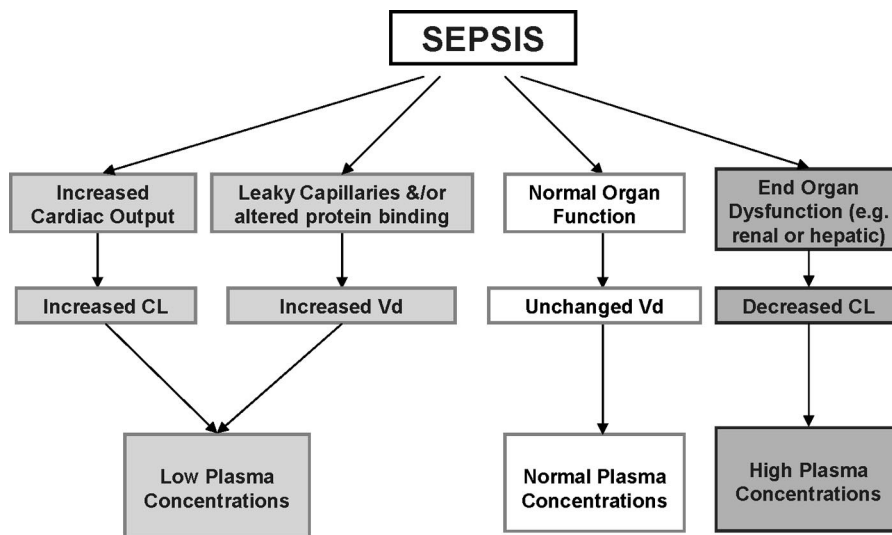 SEPSIS
Increased
Cardiac Output
Leaky Capillaries &/or
altered protein binding
Normal Organ
Function
End Organ
Dysfunction (e.g.
renal or hepatic)
Increased CL
Increased Vd
Unchanged Vd
Decreased CL
Low Plasma
Concentrations
Normal Plasma
Concentrations
High Plasma
Concentrations